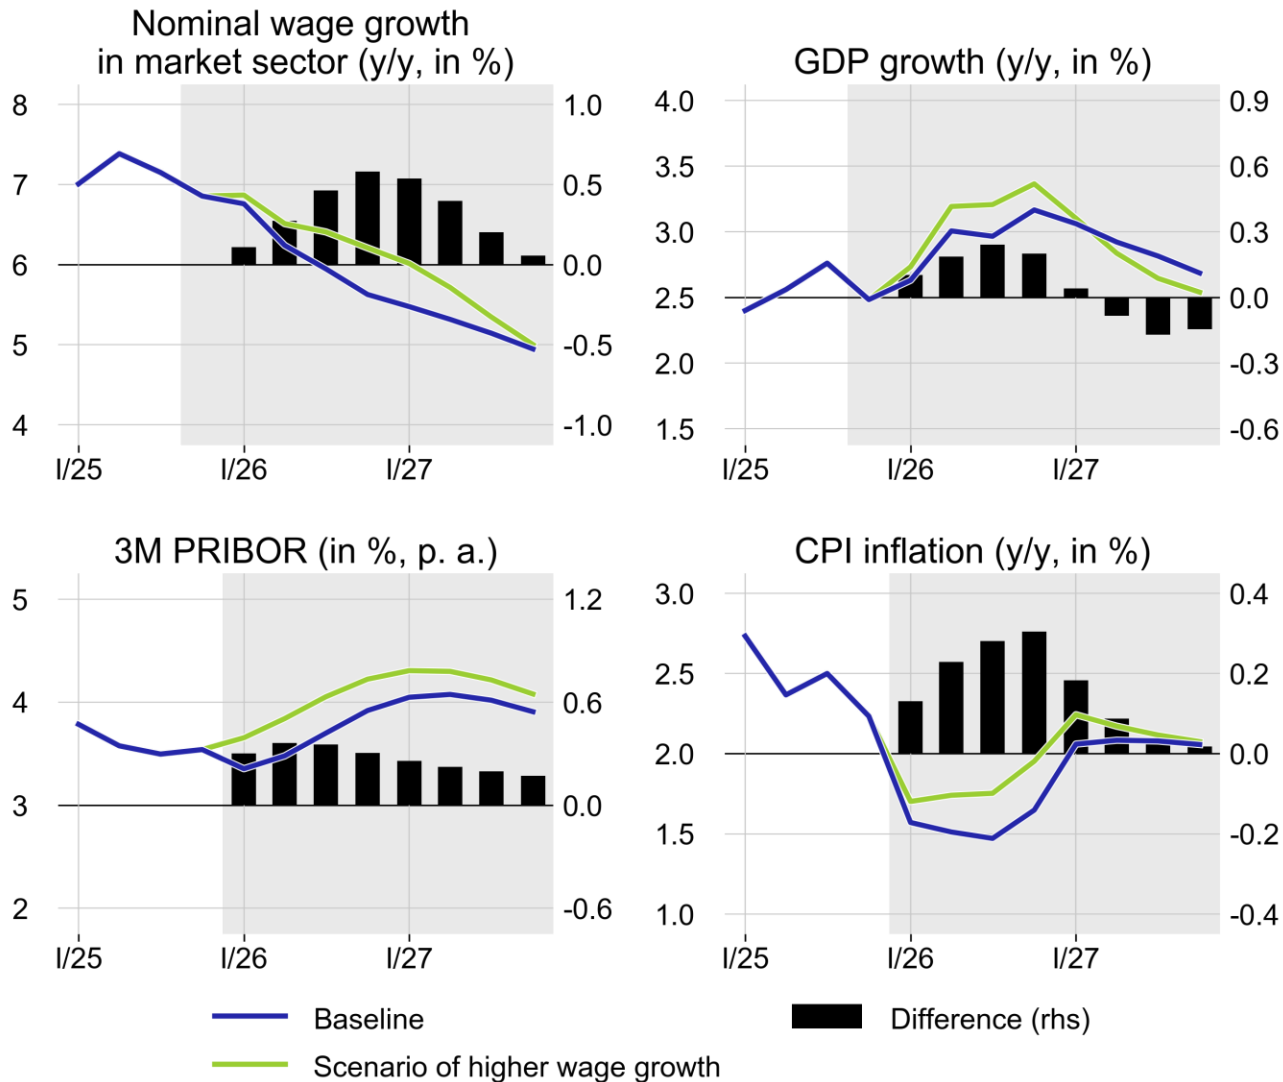 Nominal wage growth
in market sector (y/y, in %)
8
7
6
5
4
1.0
0.5
0.0
-0.5
-1.0
I/25
I/26
I/27
GDP growth (y/y, in %)
4.0
3.5
3.0
2.5
2.0
1.5
0.9
0.6
0.3
0.0
-0.3
-0.6
I/25
I/26
I/27
3M PRIBOR (in %, p. a.)
5
4
3
2
1.2
0.6
0.0
-0.6
I/25
I/26
I/27
CPI inflation (y/y, in %)
3.0
2.5
2.0
1.5
1.0
0.4
0.2
0.0
-0.2
-0.4
I/25
I/26
I/27
Baseline
Scenario of higher wage growth
Difference (rhs)